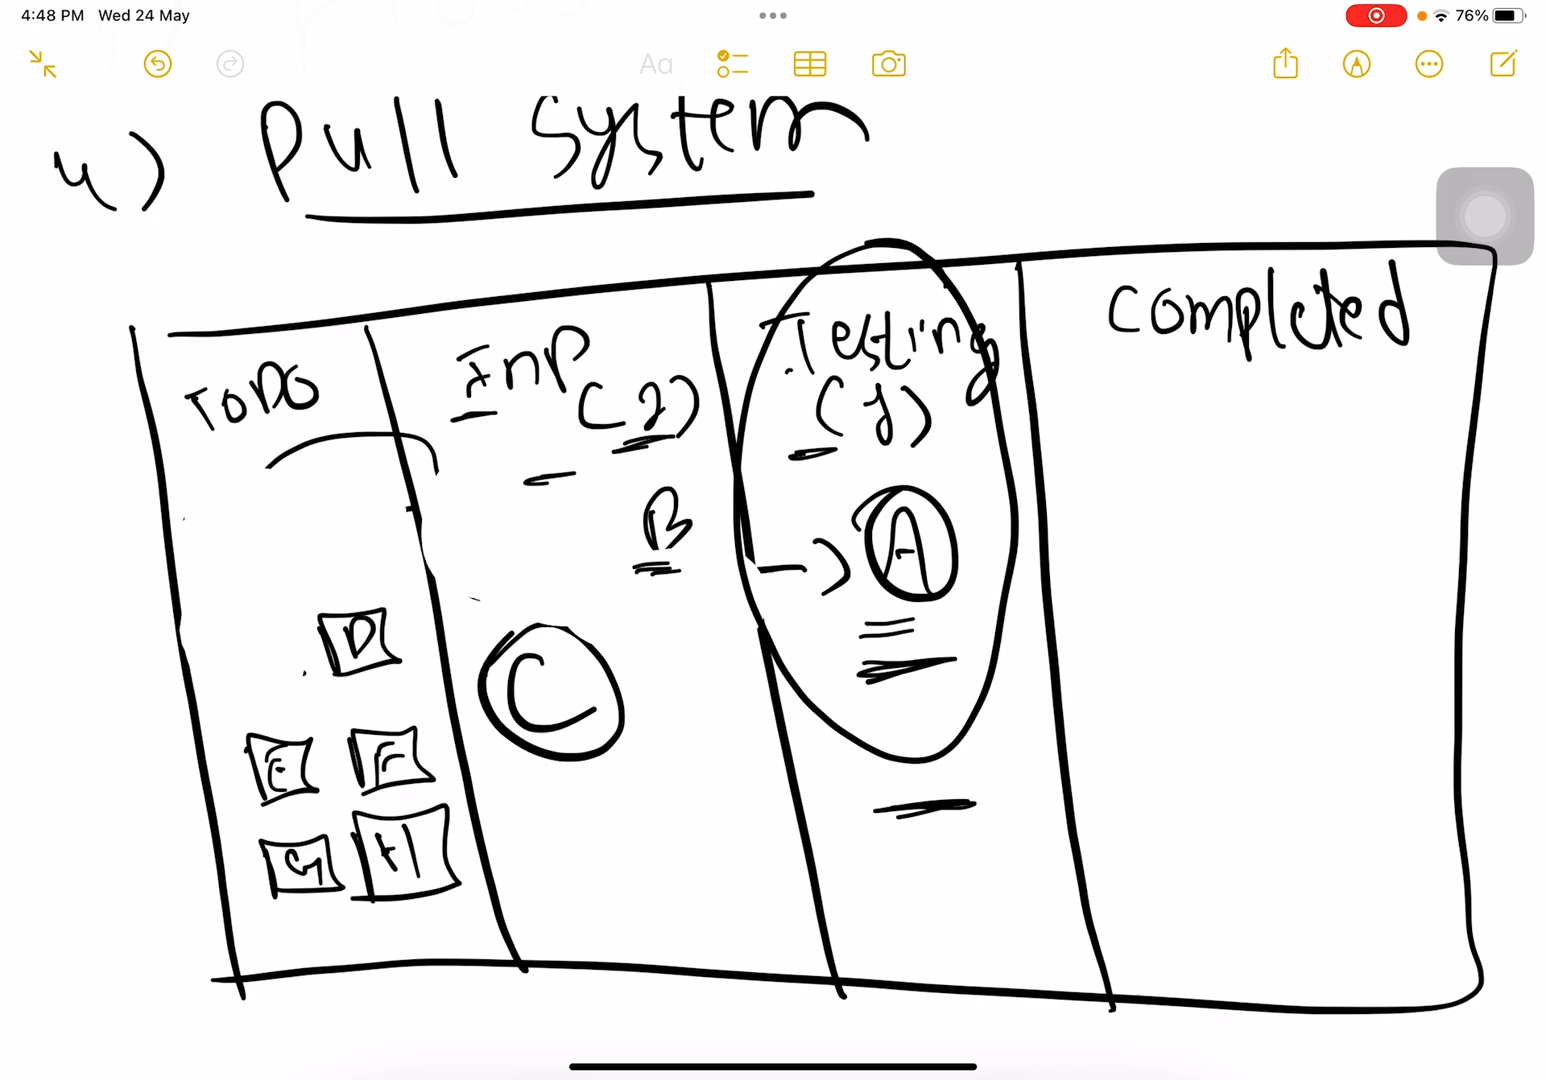 4:48 PM Wed 24 May
76%
Aa
4) Pull System
TODO
InP
(2)
Testing
(1)
Completed
B
A
D
C
E F
G H